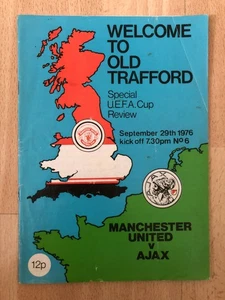 WELCOME
TO
OLD
TRAFFORD
Special
U.E.F.A. Cup
Review
September 29th 1976
kick off 7.30pm No 6
MANCHESTER
UNITED
v
AJAX
12p